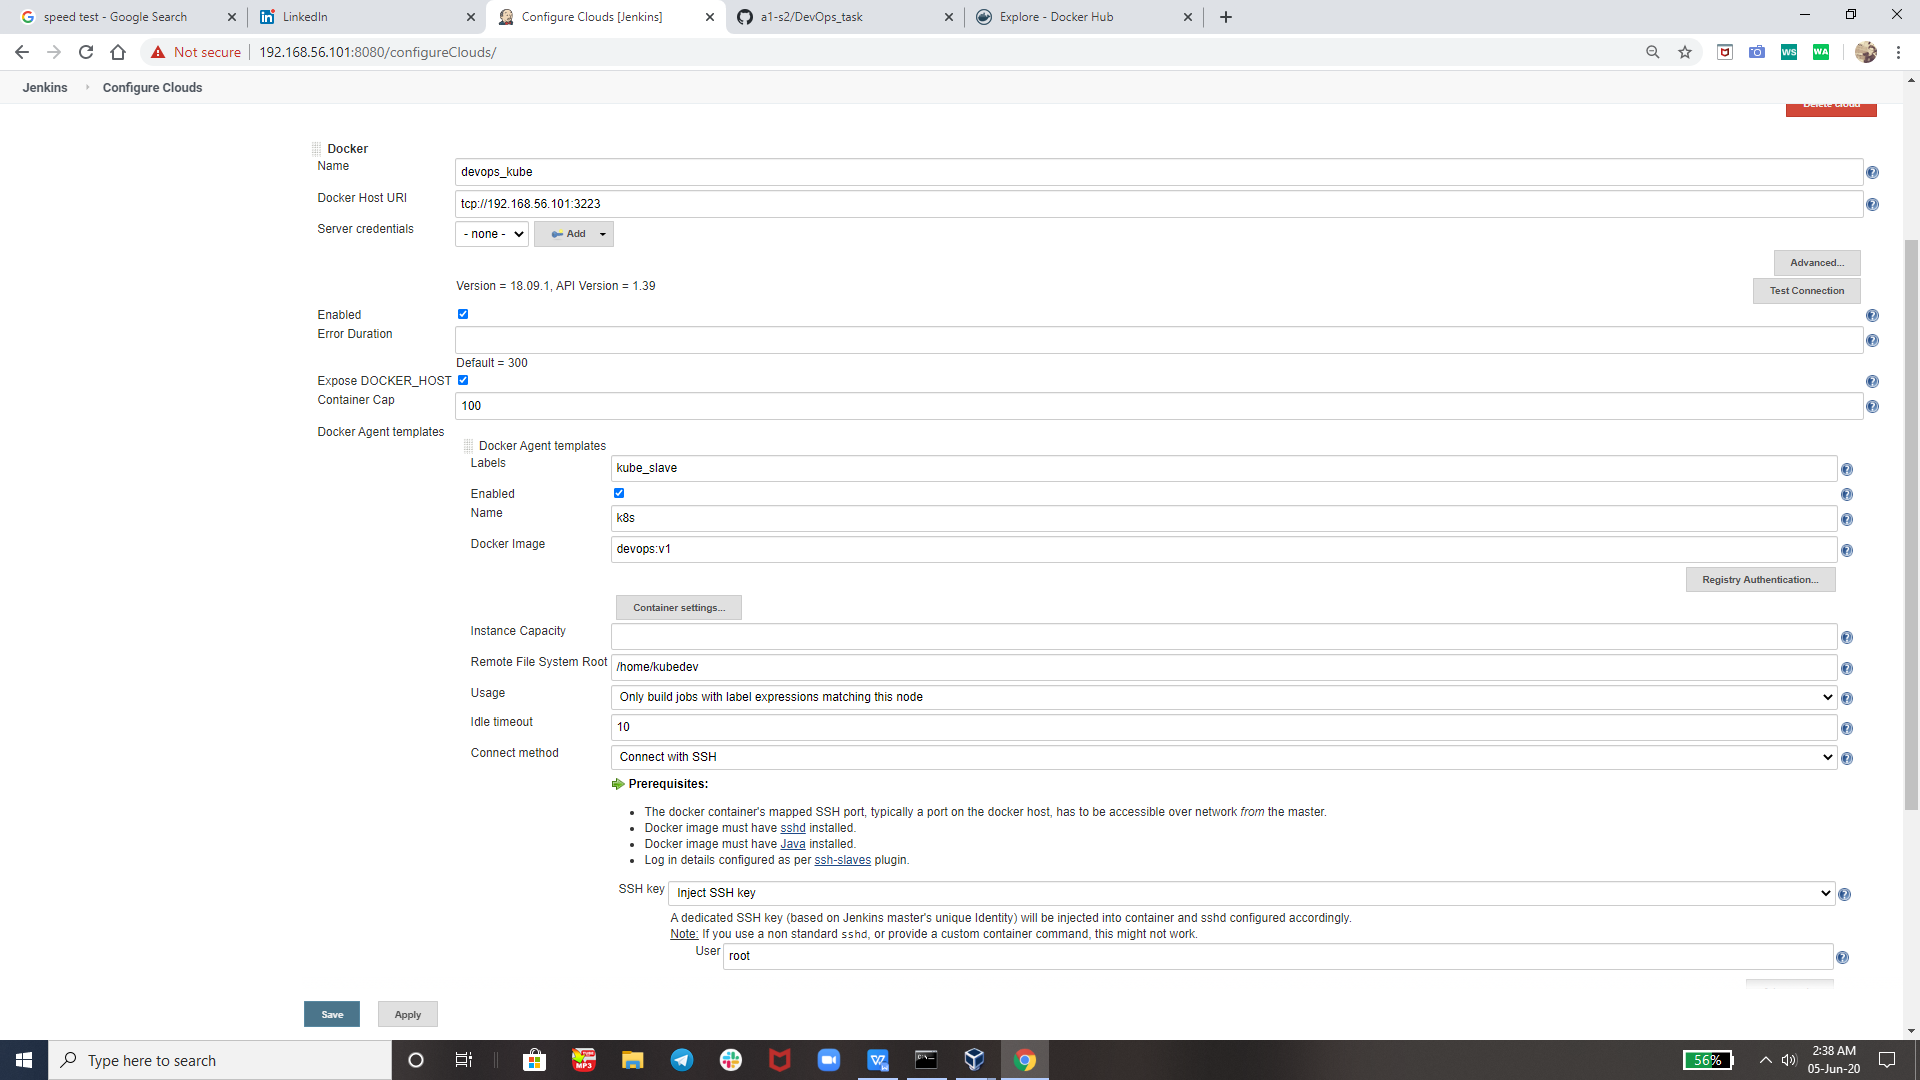 speed test - Google Search
LinkedIn
Configure Clouds [Jenkins]
a1-s2/DevOps_task
Explore - Docker Hub
Not secure
192.168.56.101:8080/configureClouds/
WS
WA
Jenkins
Configure Clouds
Delete cloud
Docker
Name
devops_kube
Docker Host URI
tcp://192.168.56.101:3223
Server credentials
- none -
Add
Advanced...
Version = 18.09.1, API Version = 1.39
Test Connection
Enabled
Error Duration
Default = 300
Expose DOCKER_HOST
Container Cap
100
Docker Agent templates
Docker Agent templates
Labels
kube_slave
Enabled
Name
k8s
Docker Image
devops:v1
Registry Authentication...
Container settings...
Instance Capacity
Remote File System Root
/home/kubedev
Usage
Only build jobs with label expressions matching this node
Idle timeout
10
Connect method
Connect with SSH
Prerequisites:
The docker container's mapped SSH port, typically a port on the docker host, has to be accessible over network from the master.
Docker image must have sshd installed.
Docker image must have Java installed.
Log in details configured as per ssh-slaves plugin.
SSH key
Inject SSH key
A dedicated SSH key (based on Jenkins master's unique Identity) will be injected into container and sshd configured accordingly.
Note: If you use a non standard sshd, or provide a custom container command, this might not work.
User
root
Save
Apply
Type here to search
MP3
56%
2:38 AM
05-Jun-20